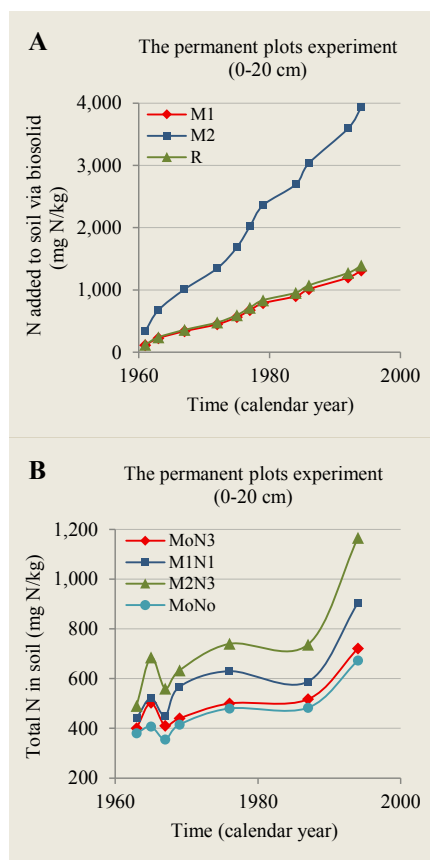 A
The permanent plots experiment
(0-20 cm)
4,000
3,000
2,000
1,000
0
M1
M2
R
N added to soil via biosolid
(mg N/kg)
1960
1980
2000
Time (calendar year)
B
The permanent plots experiment
(0-20 cm)
1,200
1,000
800
600
400
200
MoN3
M1N1
M2N3
MoNo
Total N in soil (mg N/kg)
1960
1980
2000
Time (calendar year)